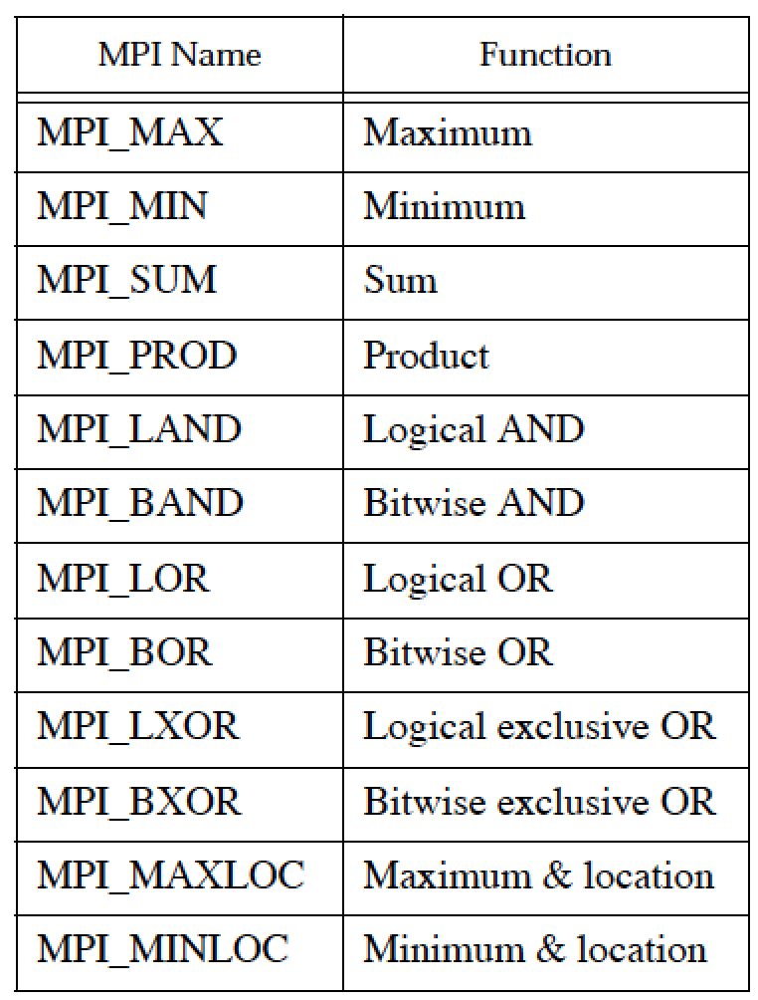 MPI Name Function
MPI_MAX Maximum
MPI_MIN Minimum
MPI_SUM Sum
MPI_PROD Product
MPI_LAND Logical AND
MPI_BAND Bitwise AND
MPI_LOR Logical OR
MPI_BOR Bitwise OR
MPI_LXOR Logical exclusive OR
MPI_BXOR Bitwise exclusive OR
MPI_MAXLOC Maximum & location
MPI_MINLOC Minimum & location